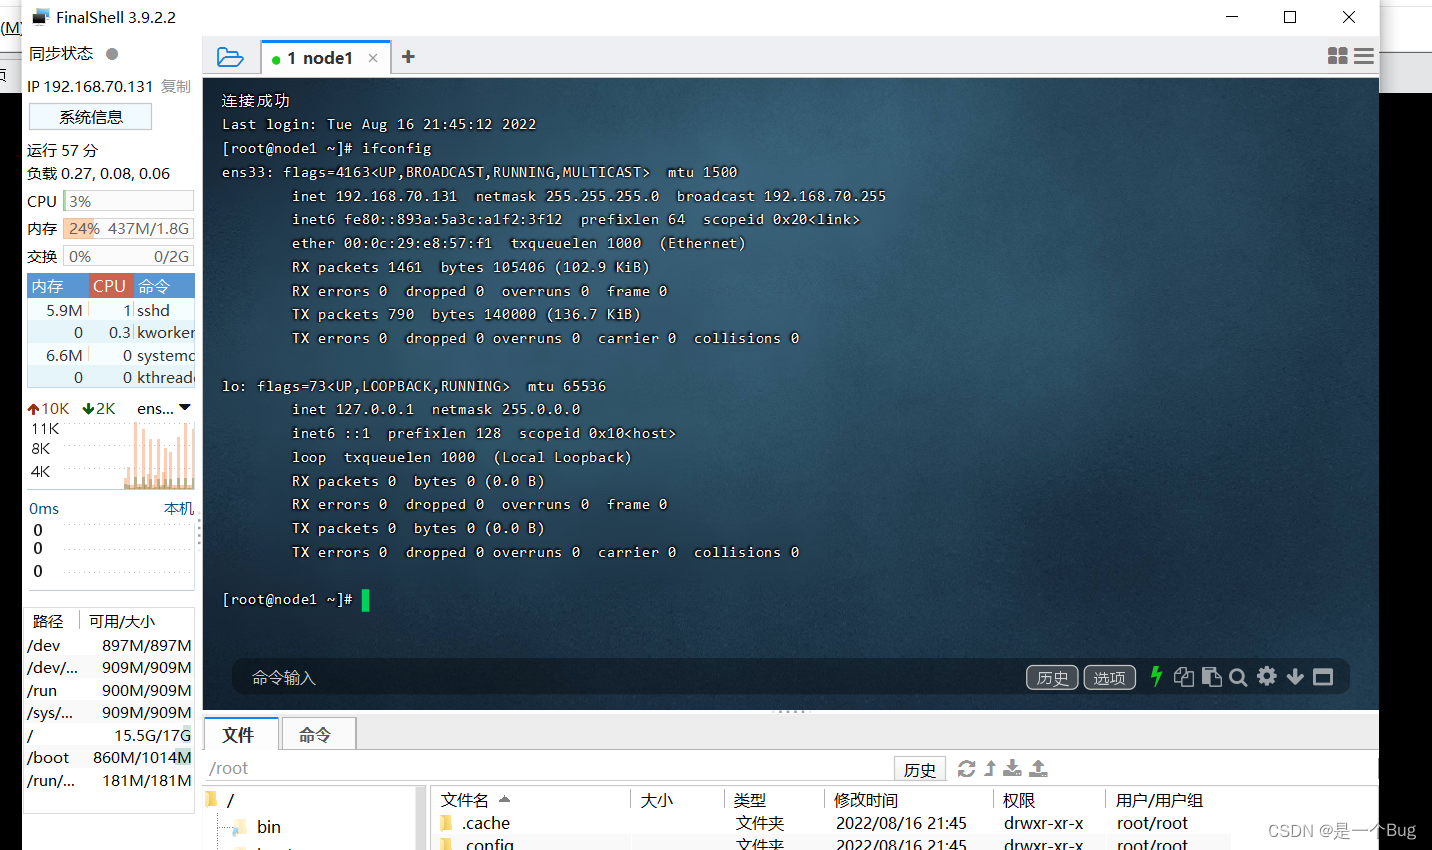 FinalShell 3.9.2.2
(M)
页
同步状态
IP 192.168.70.131 复制
系统信息
运行 57 分
负载 0.27, 0.08, 0.06
CPU 3%
内存 24% 437M/1.8G
交换 0% 0/2G
内存 CPU 命令
5.9M 1 sshd
0 0.3 kworker
6.6M 0 systemd
0 0 kthread
10K 2K ens...
11K
8K
4K
0ms 本机
0
0
0
路径 可用/大小
/dev 897M/897M
/dev/... 909M/909M
/run 900M/909M
/sys/... 909M/909M
/ 15.5G/17G
/boot 860M/1014M
/run/... 181M/181M
1 node1 × +
连接成功
Last login: Tue Aug 16 21:45:12 2022
[root@node1 ~]# ifconfig
ens33: flags=4163<UP,BROADCAST,RUNNING,MULTICAST>  mtu 1500
inet 192.168.70.131  netmask 255.255.255.0  broadcast 192.168.70.255
inet6 fe80::893a:5a3c:a1f2:3f12  prefixlen 64  scopeid 0x20<link>
ether 00:0c:29:e8:57:f1  txqueuelen 1000  (Ethernet)
RX packets 1461  bytes 105406 (102.9 KiB)
RX errors 0  dropped 0  overruns 0  frame 0
TX packets 790  bytes 140000 (136.7 KiB)
TX errors 0  dropped 0 overruns 0  carrier 0  collisions 0
lo: flags=73<UP,LOOPBACK,RUNNING>  mtu 65536
inet 127.0.0.1  netmask 255.0.0.0
inet6 ::1  prefixlen 128  scopeid 0x10<host>
loop  txqueuelen 1000  (Local Loopback)
RX packets 0  bytes 0 (0.0 B)
RX errors 0  dropped 0  overruns 0  frame 0
TX packets 0  bytes 0 (0.0 B)
TX errors 0  dropped 0 overruns 0  carrier 0  collisions 0
[root@node1 ~]#
命令输入 历史 选项
文件 命令
/root 历史
/
bin
文件名 大小 类型 修改时间 权限 用户/用户组
.cache 文件夹 2022/08/16 21:45 drwxr-xr-x root/root
.config 文件夹 2022/08/16 21:45 drwxr-xr-x root/root
CSDN @是一个Bug